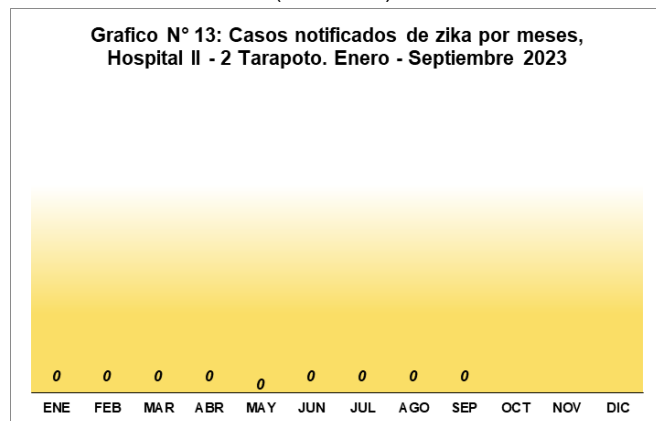 Grafico N° 13: Casos notificados de zika por meses,
Hospital II - 2 Tarapoto. Enero - Septiembre 2023
0 0 0 0 0 0 0 0 0
ENE FEB MAR ABR MAY JUN JUL AGO SEP OCT NOV DIC